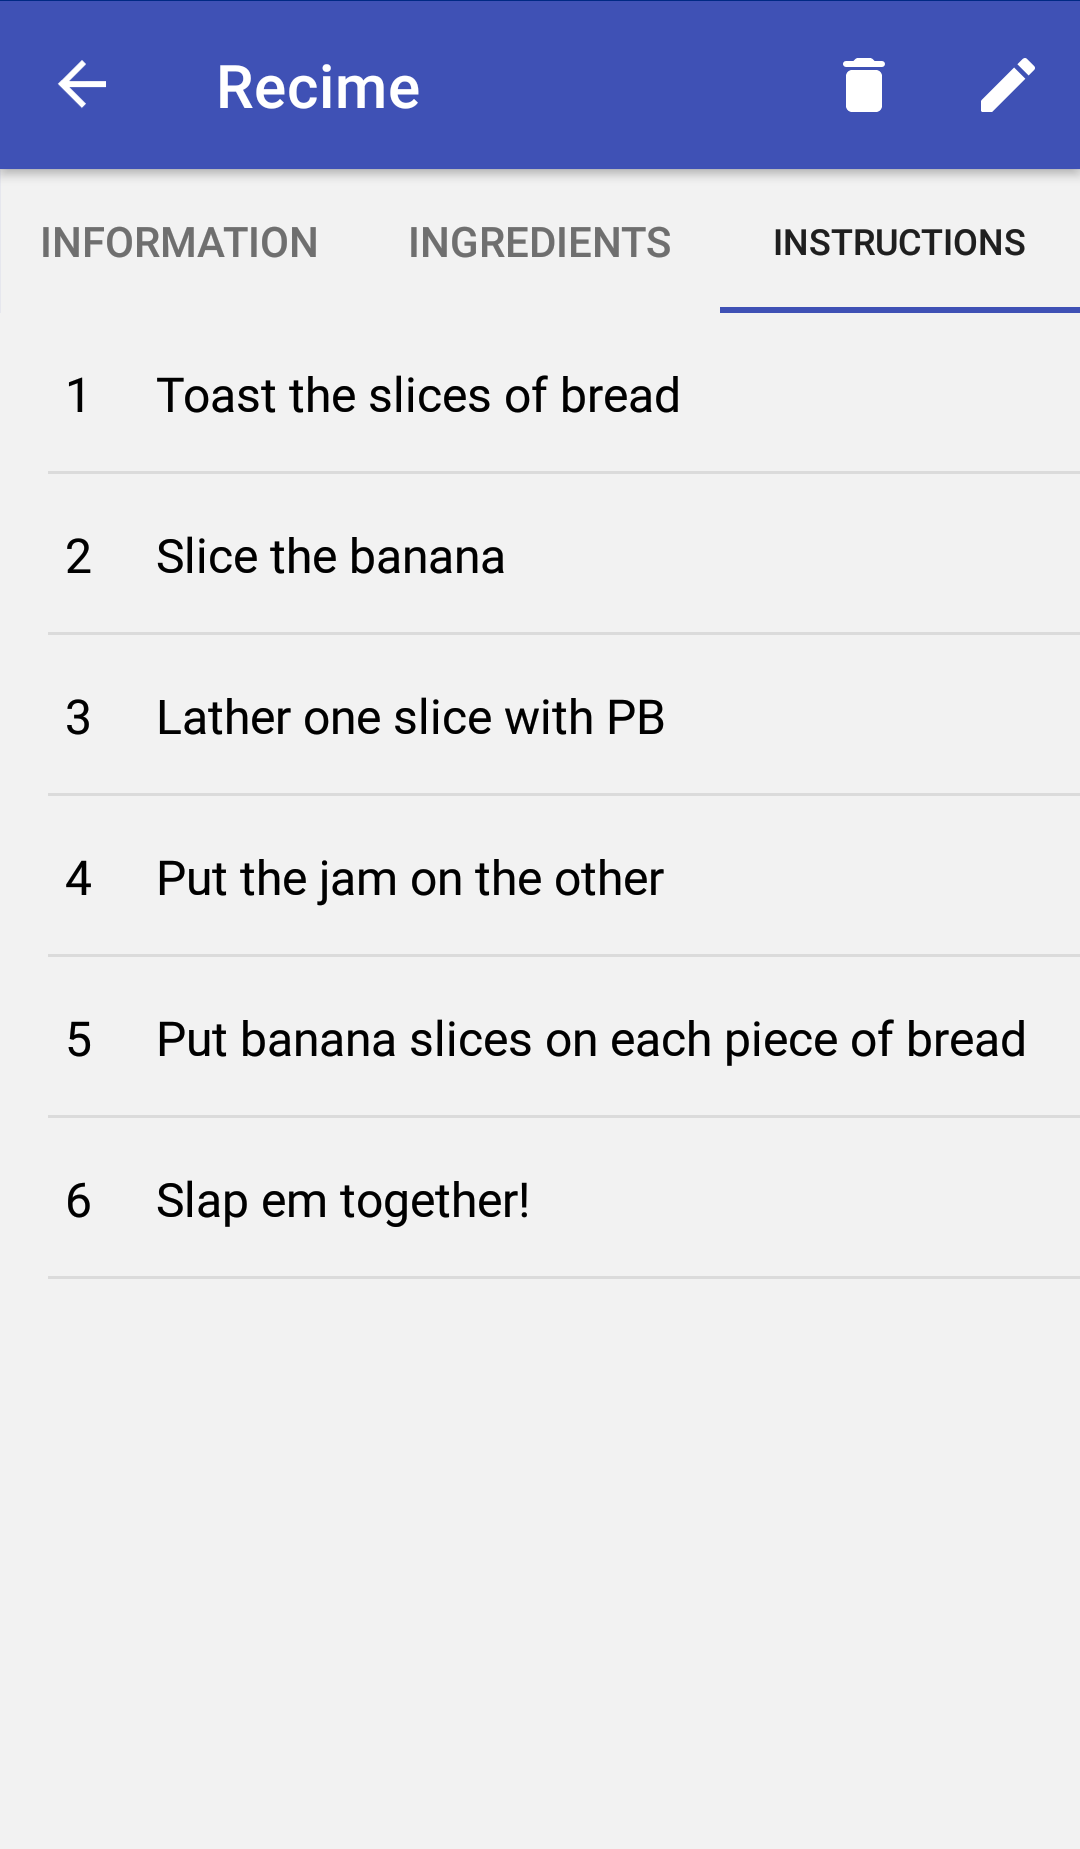 Recime
INFORMATION INGREDIENTS INSTRUCTIONS
1 Toast the slices of bread
2 Slice the banana
3 Lather one slice with PB
4 Put the jam on the other
5 Put banana slices on each piece of bread
6 Slap em together!